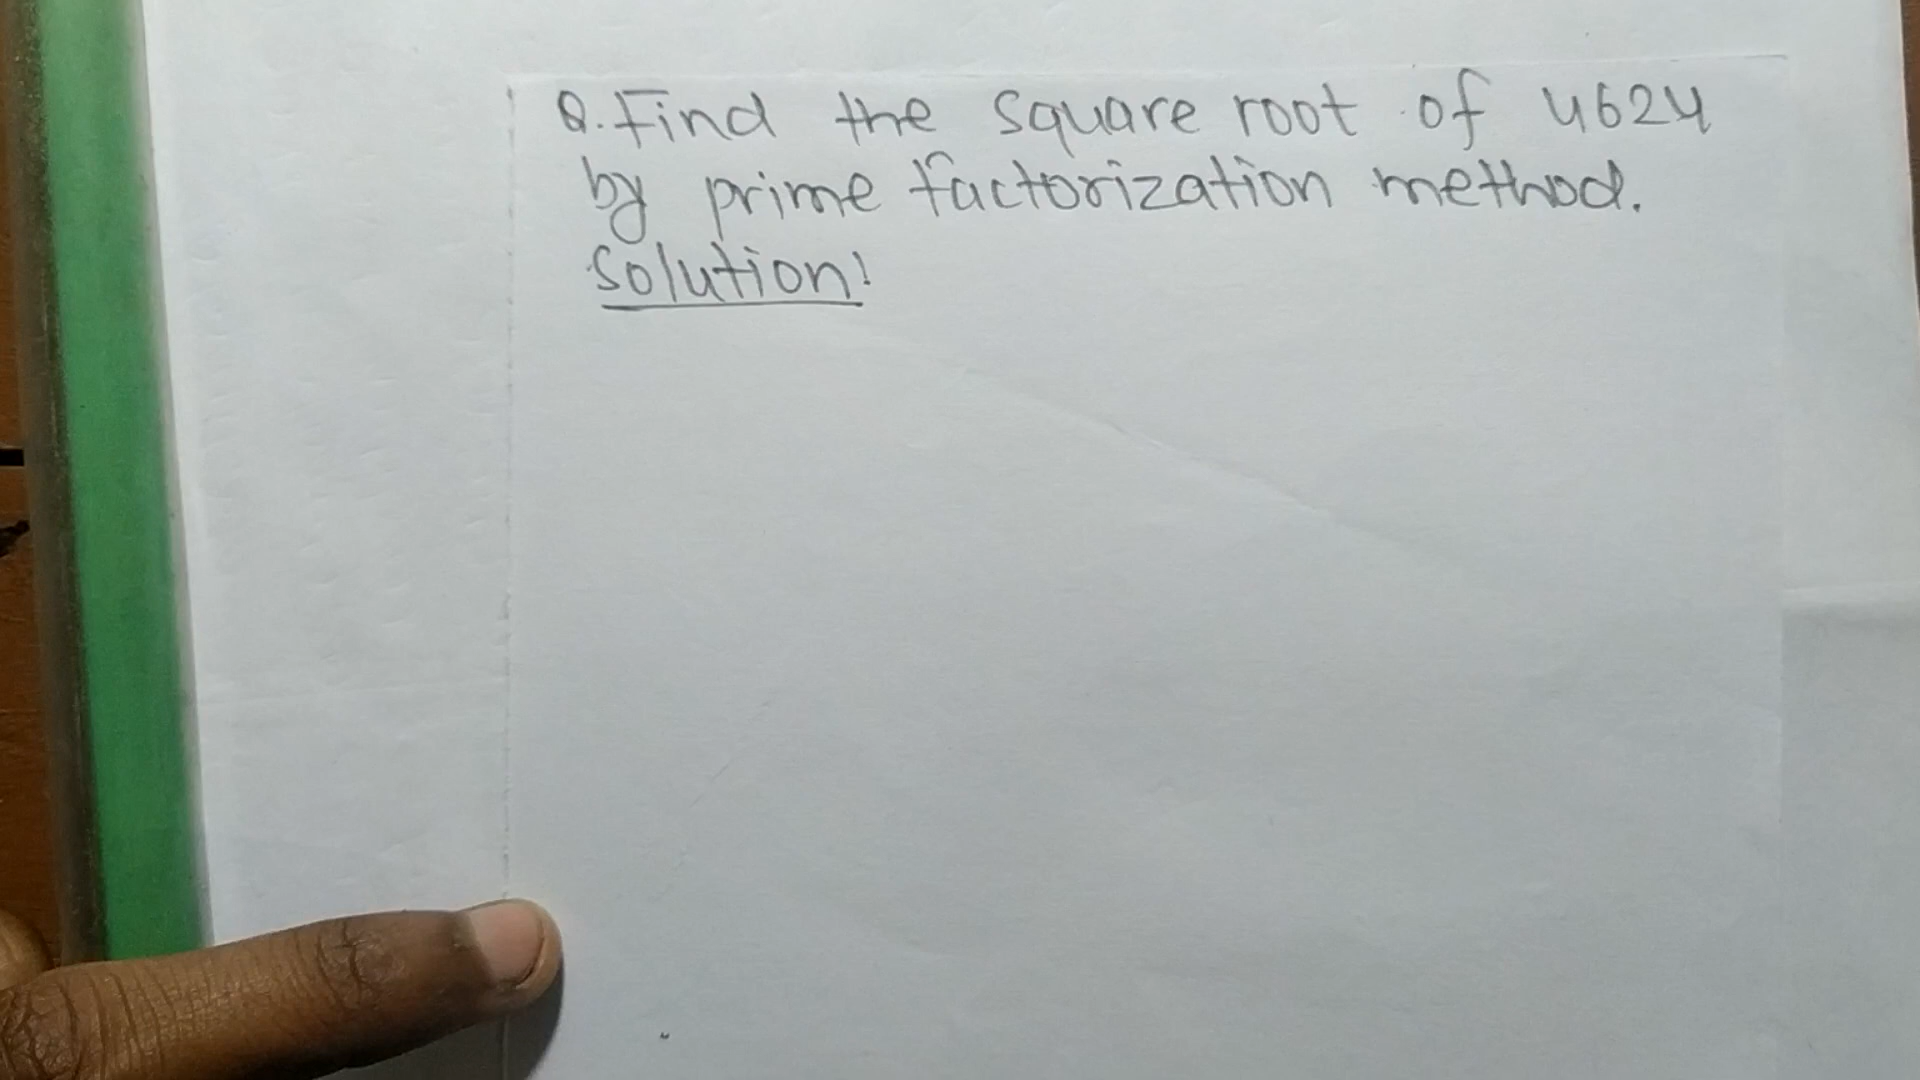 Q. Find the square root of 4624
by prime factorization method.
Solution: